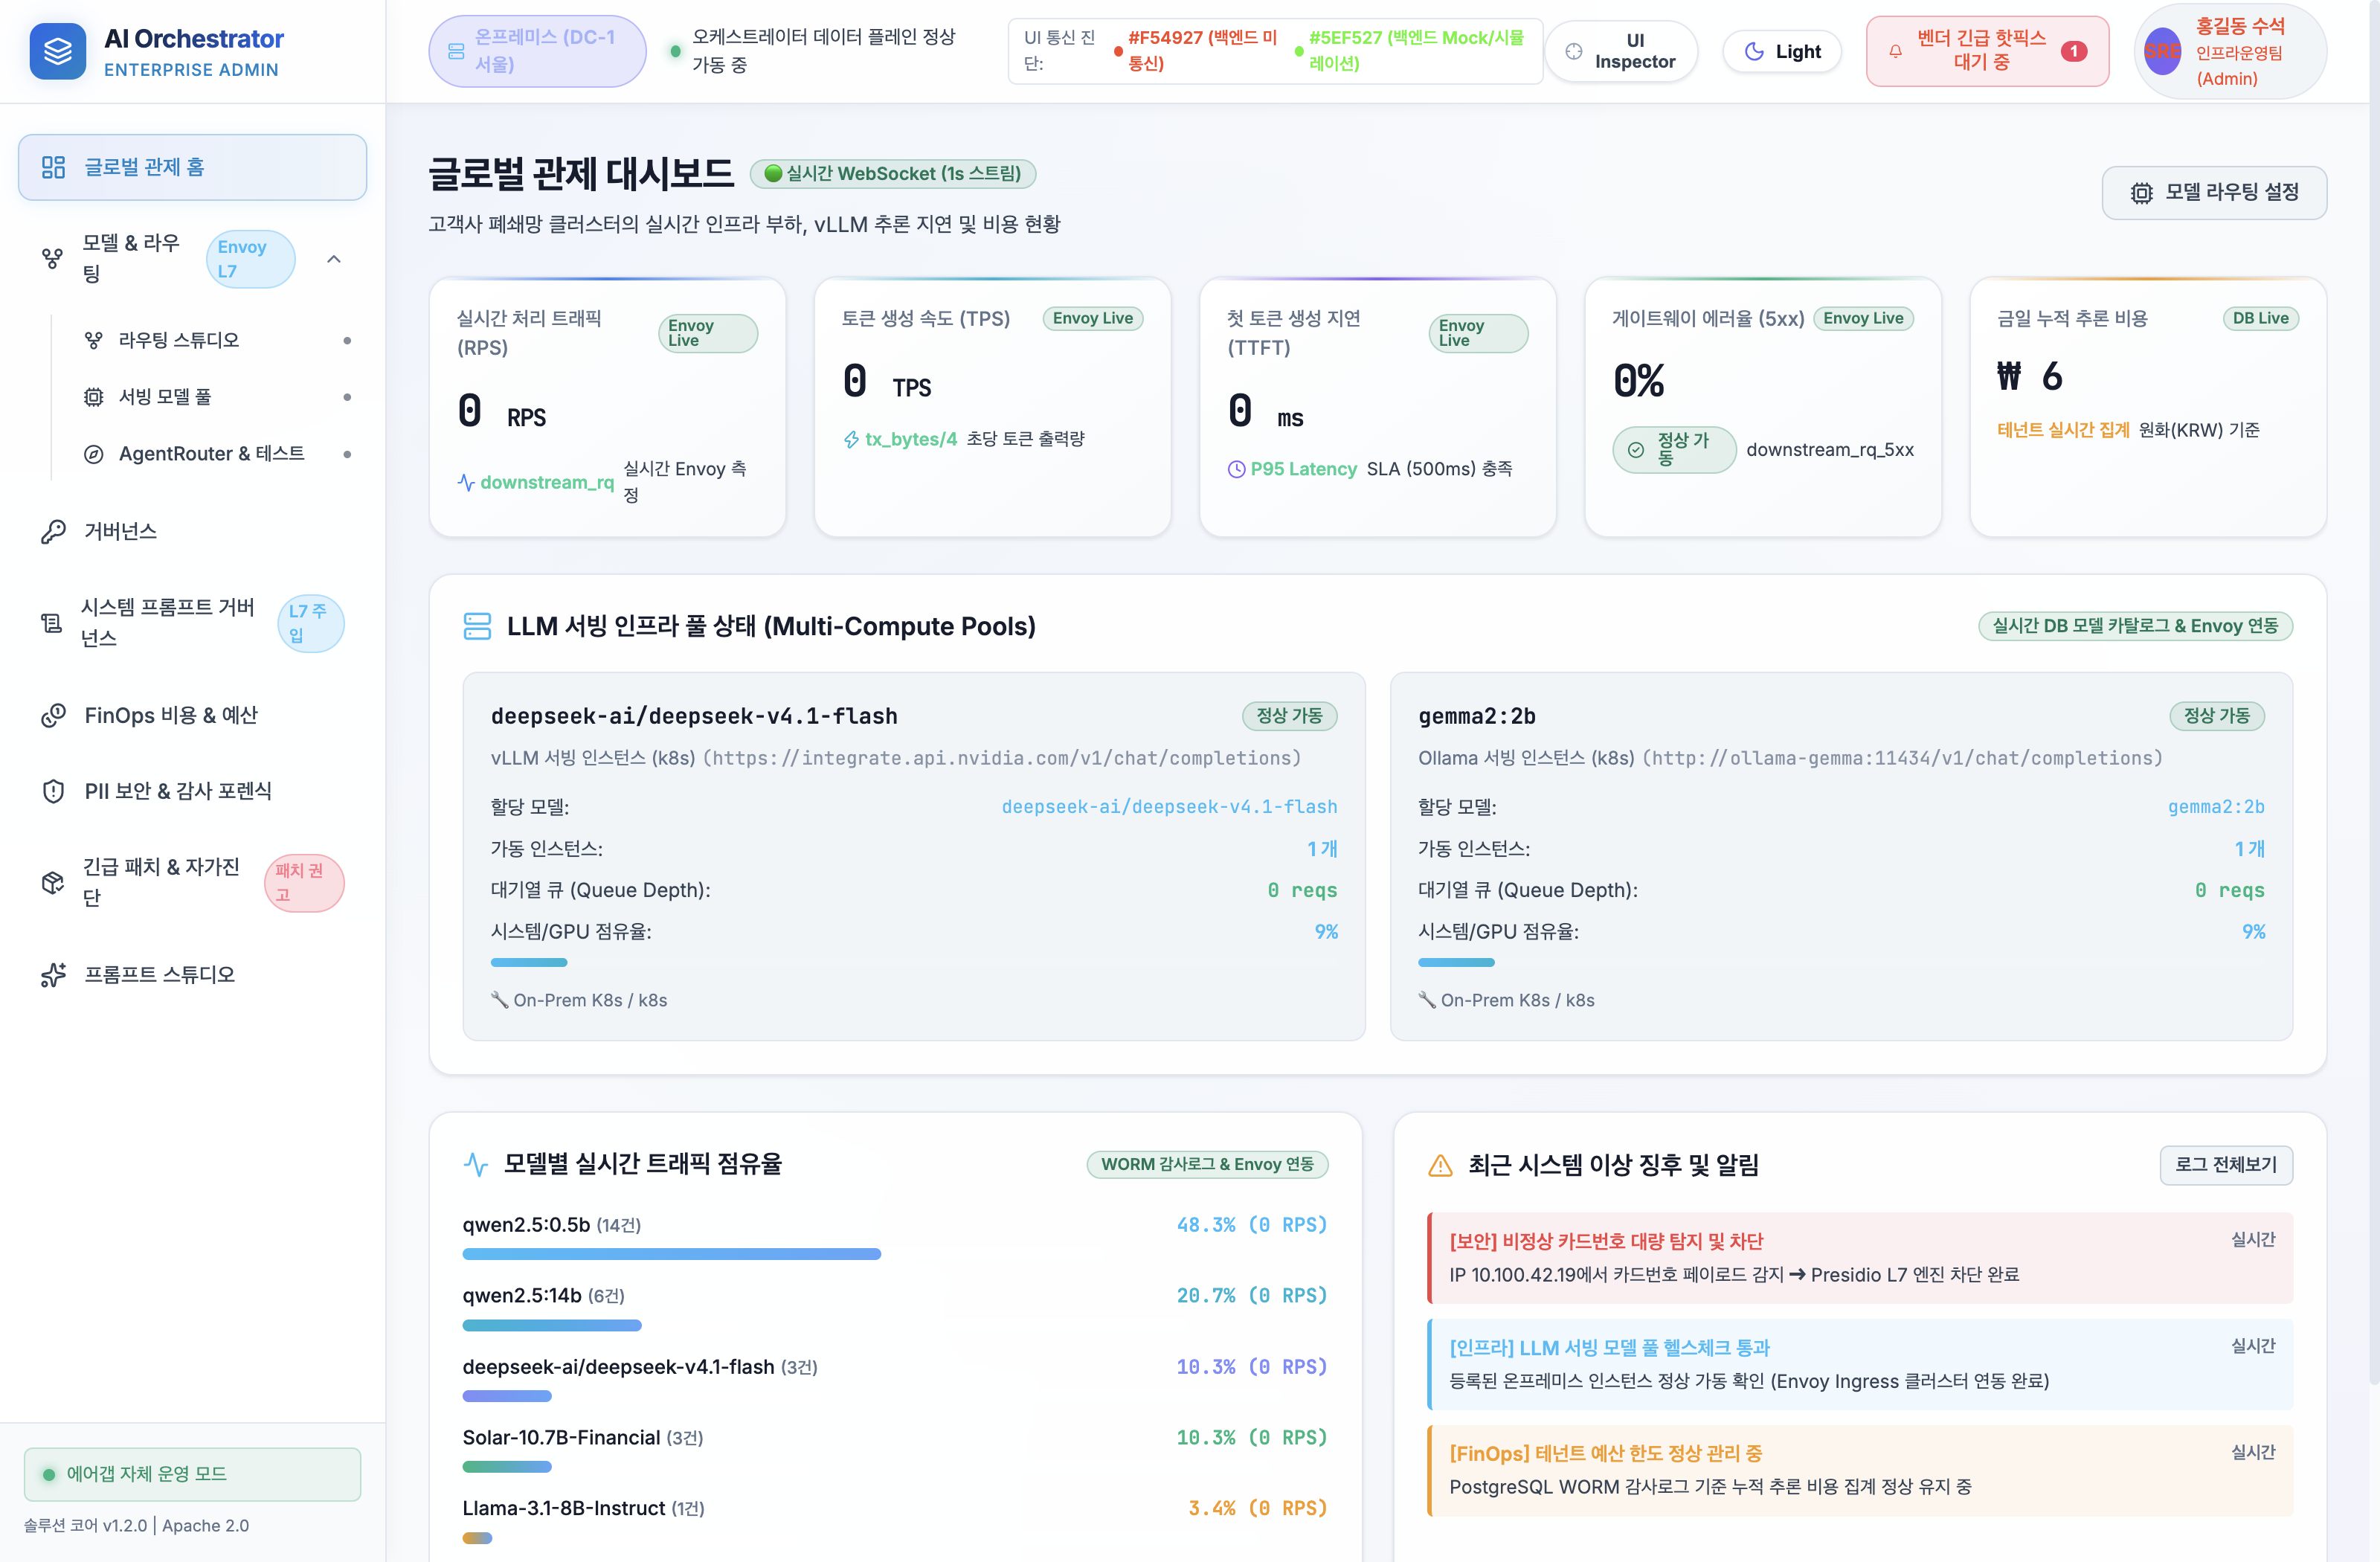 AI Orchestrator
ENTERPRISE ADMIN
온프레미스 (DC-1
서울)
오케스트레이터 데이터 플레인 정상
가동 중
UI 통신 진
단:
#F54927 (백엔드 미
통신)
#5EF527 (백엔드 Mock/시뮬
레이션)
UI
Inspector
Light
벤더 긴급 핫픽스
대기 중
1
SRE
홍길동 수석
인프라운영팀
(Admin)
글로벌 관제 홈
모델 & 라우
팅
Envoy
L7
라우팅 스튜디오
서빙 모델 풀
AgentRouter & 테스트
거버넌스
시스템 프롬프트 거버
넌스
L7 주
입
FinOps 비용 & 예산
PII 보안 & 감사 포렌식
긴급 패치 & 자가진
단
패치 권
고
프롬프트 스튜디오
에어갭 자체 운영 모드
솔루션 코어 v1.2.0 | Apache 2.0
글로벌 관제 대시보드
실시간 WebSocket (1s 스트림)
고객사 폐쇄망 클러스터의 실시간 인프라 부하, vLLM 추론 지연 및 비용 현황
모델 라우팅 설정
실시간 처리 트래픽
(RPS)
Envoy
Live
0 RPS
downstream_rq
실시간 Envoy 측
정
토큰 생성 속도 (TPS)
Envoy Live
0 TPS
tx_bytes/4 초당 토큰 출력량
첫 토큰 생성 지연
(TTFT)
Envoy
Live
0 ms
P95 Latency SLA (500ms) 충족
게이트웨이 에러율 (5xx)
Envoy Live
0%
정상 가
동
downstream_rq_5xx
금일 누적 추론 비용
DB Live
₩ 6
테넌트 실시간 집계 원화(KRW) 기준
LLM 서빙 인프라 풀 상태 (Multi-Compute Pools)
실시간 DB 모델 카탈로그 & Envoy 연동
deepseek-ai/deepseek-v4.1-flash
정상 가동
vLLM 서빙 인스턴스 (k8s) (https://integrate.api.nvidia.com/v1/chat/completions)
할당 모델: deepseek-ai/deepseek-v4.1-flash
가동 인스턴스: 1 개
대기열 큐 (Queue Depth): 0 reqs
시스템/GPU 점유율: 9%
On-Prem K8s / k8s
gemma2:2b
정상 가동
Ollama 서빙 인스턴스 (k8s) (http://ollama-gemma:11434/v1/chat/completions)
할당 모델: gemma2:2b
가동 인스턴스: 1 개
대기열 큐 (Queue Depth): 0 reqs
시스템/GPU 점유율: 9%
On-Prem K8s / k8s
모델별 실시간 트래픽 점유율
WORM 감사로그 & Envoy 연동
qwen2.5:0.5b (14건) 48.3% (0 RPS)
qwen2.5:14b (6건) 20.7% (0 RPS)
deepseek-ai/deepseek-v4.1-flash (3건) 10.3% (0 RPS)
Solar-10.7B-Financial (3건) 10.3% (0 RPS)
Llama-3.1-8B-Instruct (1건) 3.4% (0 RPS)
최근 시스템 이상 징후 및 알림
로그 전체보기
[보안] 비정상 카드번호 대량 탐지 및 차단 실시간
IP 10.100.42.19에서 카드번호 페이로드 감지 ➔ Presidio L7 엔진 차단 완료
[인프라] LLM 서빙 모델 풀 헬스체크 통과 실시간
등록된 온프레미스 인스턴스 정상 가동 확인 (Envoy Ingress 클러스터 연동 완료)
[FinOps] 테넌트 예산 한도 정상 관리 중 실시간
PostgreSQL WORM 감사로그 기준 누적 추론 비용 집계 정상 유지 중